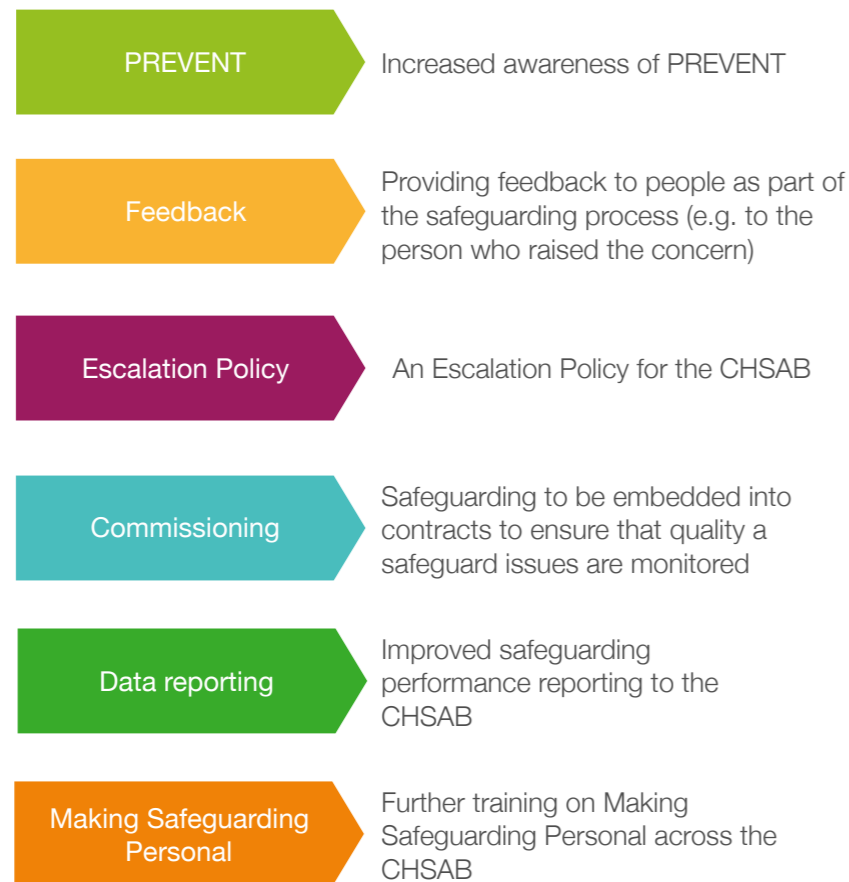 PREVENT
Increased awareness of PREVENT
Feedback
Providing feedback to people as part of
the safeguarding process (e.g. to the
person who raised the concern)
Escalation Policy
An Escalation Policy for the CHSAB
Commissioning
Safeguarding to be embedded into
contracts to ensure that quality a
safeguard issues are monitored
Data reporting
Improved safeguarding
performance reporting to the
CHSAB
Making Safeguarding
Personal
Further training on Making
Safeguarding Personal across the
CHSAB